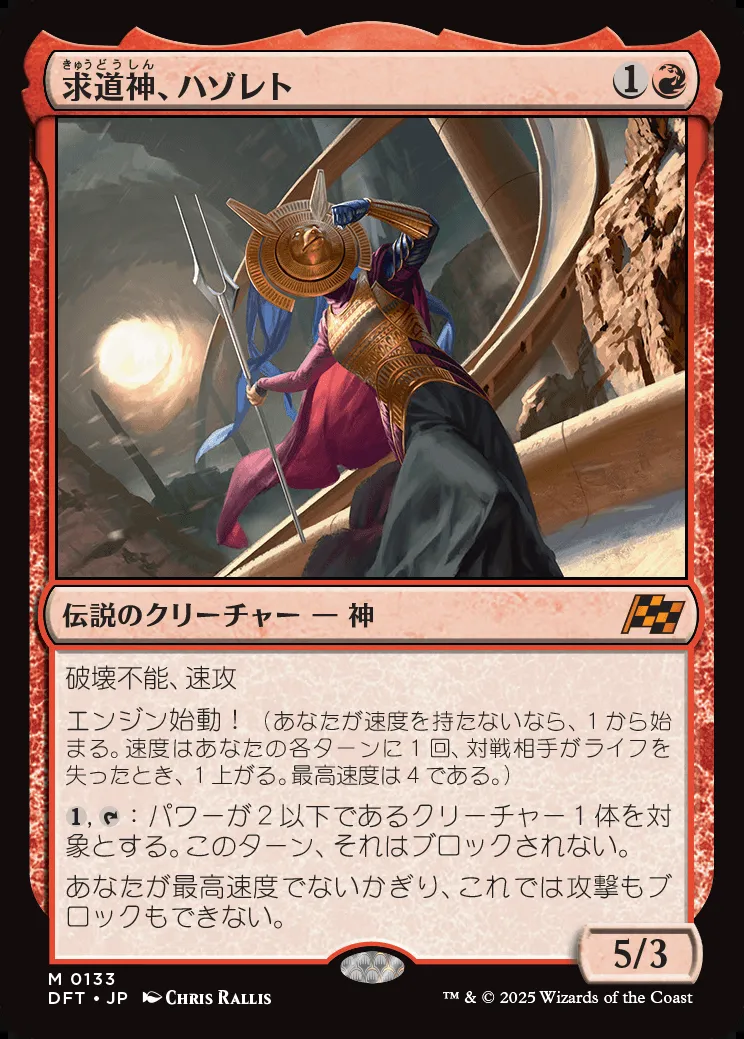 きゅうどうしん
求道神、ハゾレト
1
伝説のクリーチャー — 神
破壊不能、速攻
エンジン始動！（あなたが速度を持たないなら、１から始
まる。速度はあなたの各ターンに１回、対戦相手がライフを
失ったとき、１上がる。最高速度は４である。）
1, ：パワーが２以下であるクリーチャー１体を対
象とする。このターン、それはブロックされない。
あなたが最高速度でないかぎり、これでは攻撃もブ
ロックもできない。
5/3
M 0133
DFT • JP CHRIS RALLIS
™ & © 2025 Wizards of the Coast